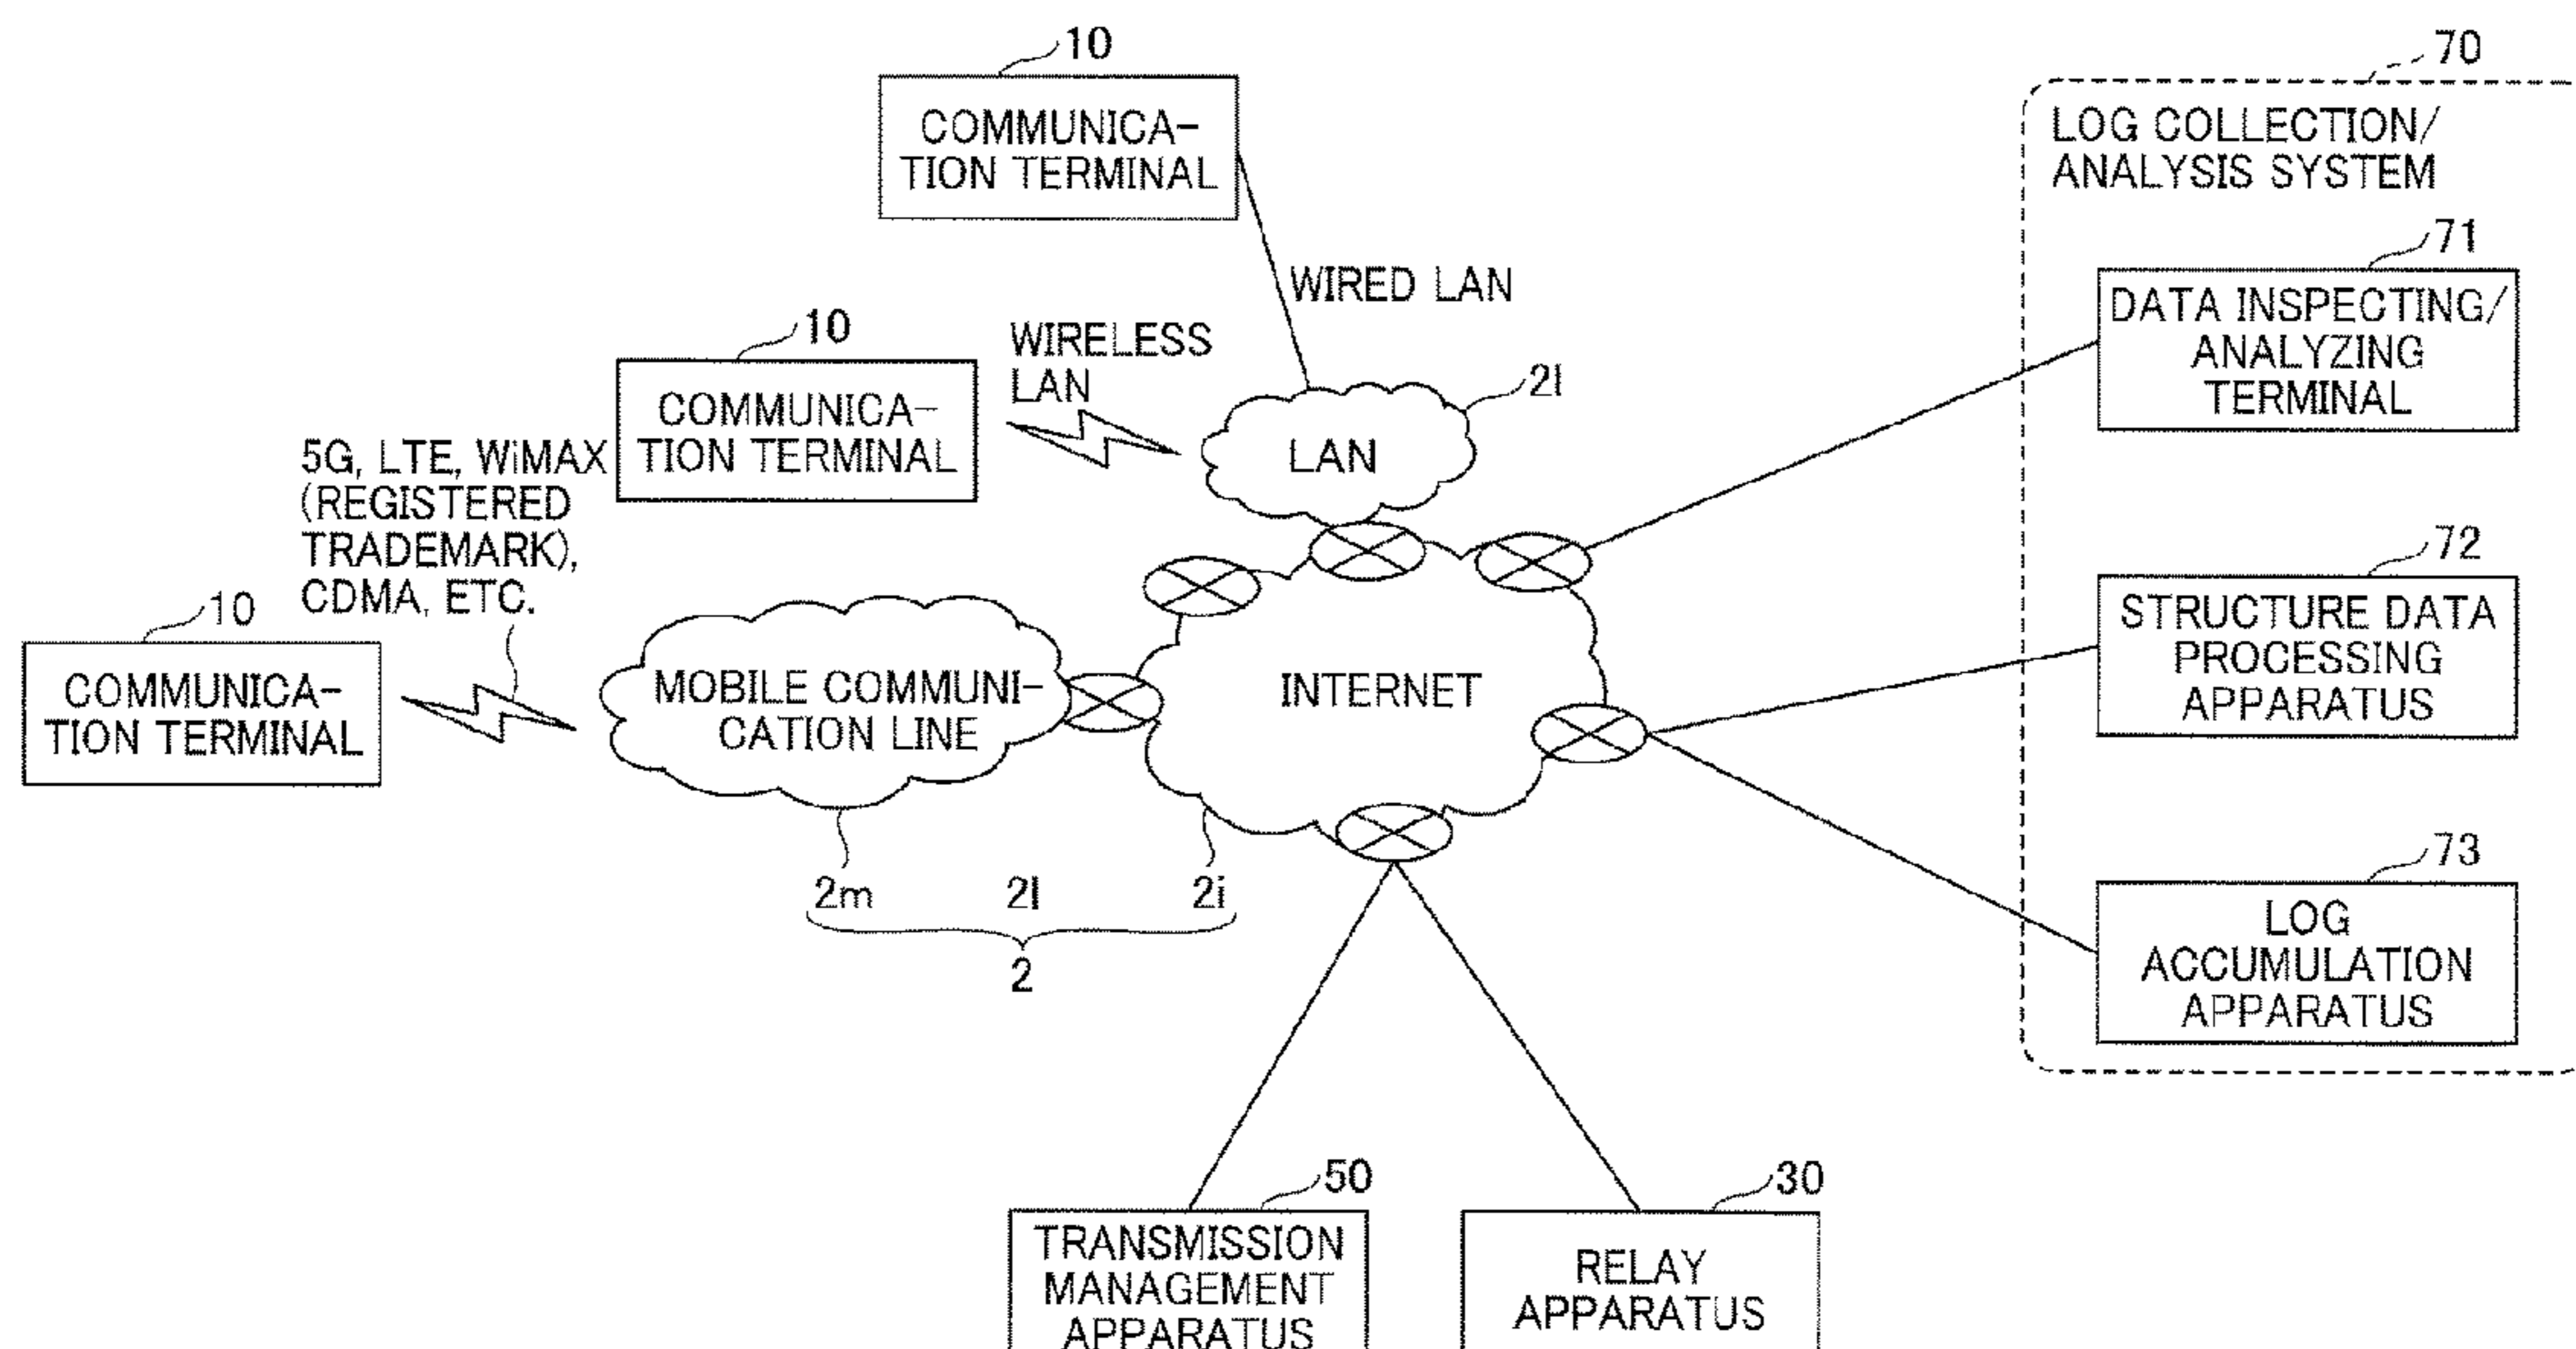 10
COMMUNICA-
TION TERMINAL
WIRED LAN
10
COMMUNICA-
TION TERMINAL
WIRELESS
LAN
2l
LAN
5G, LTE, WiMAX
(REGISTERED
TRADEMARK),
CDMA, ETC.
10
COMMUNICA-
TION TERMINAL
MOBILE COMMUNI-
CATION LINE
INTERNET
2m
2l
2i
2
70
LOG COLLECTION/
ANALYSIS SYSTEM
71
DATA INSPECTING/
ANALYZING
TERMINAL
72
STRUCTURE DATA
PROCESSING
APPARATUS
73
LOG
ACCUMULATION
APPARATUS
50
TRANSMISSION
MANAGEMENT
APPARATUS
30
RELAY
APPARATUS